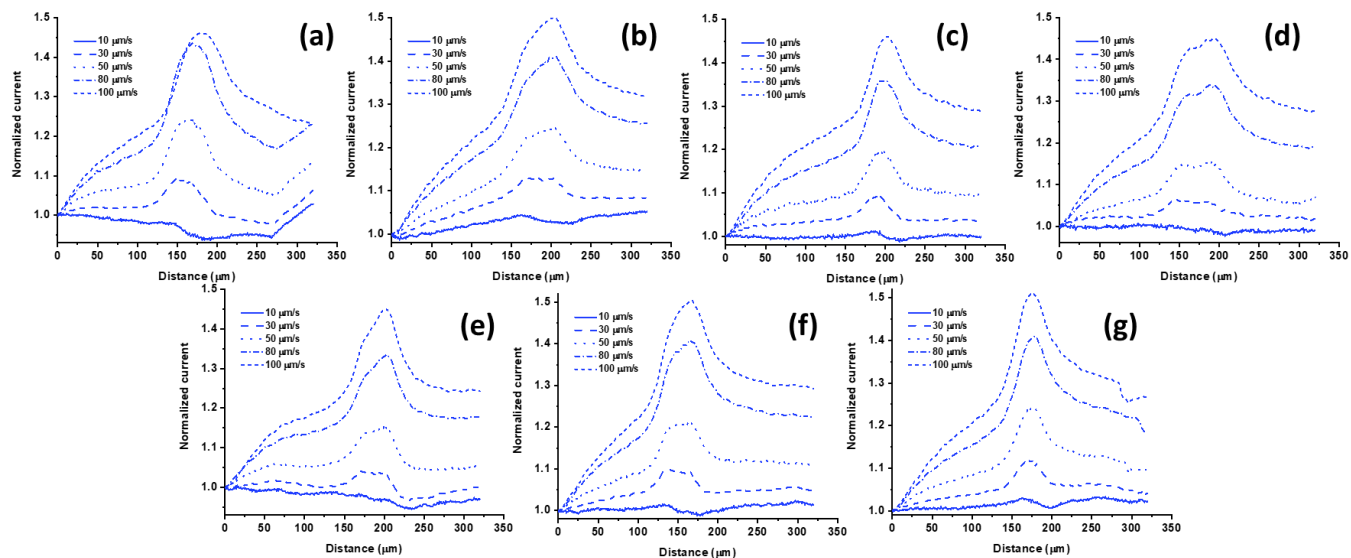 (a)
10 μm/s
30 μm/s
50 μm/s
80 μm/s
100 μm/s
Normalized current
1.5
1.4
1.3
1.2
1.1
1.0
0 50 100 150 200 250 300 350
Distance (μm)
(b)
10 μm/s
30 μm/s
50 μm/s
80 μm/s
100 μm/s
Normalized current
1.5
1.4
1.3
1.2
1.1
1.0
0 50 100 150 200 250 300 350
Distance (μm)
(c)
10 μm/s
30 μm/s
50 μm/s
80 μm/s
100 μm/s
Normalized current
1.5
1.4
1.3
1.2
1.1
1.0
0 50 100 150 200 250 300 350
Distance (μm)
(d)
10 μm/s
30 μm/s
50 μm/s
80 μm/s
100 μm/s
Normalized current
1.5
1.4
1.3
1.2
1.1
1.0
0 50 100 150 200 250 300 350
Distance (μm)
(e)
10 μm/s
30 μm/s
50 μm/s
80 μm/s
100 μm/s
Normalized current
1.5
1.4
1.3
1.2
1.1
1.0
0 50 100 150 200 250 300 350
Distance (μm)
(f)
10 μm/s
30 μm/s
50 μm/s
80 μm/s
100 μm/s
Normalized current
1.5
1.4
1.3
1.2
1.1
1.0
0 50 100 150 200 250 300 350
Distance (μm)
(g)
10 μm/s
30 μm/s
50 μm/s
80 μm/s
100 μm/s
Normalized current
1.5
1.4
1.3
1.2
1.1
1.0
0 50 100 150 200 250 300 350
Distance (μm)